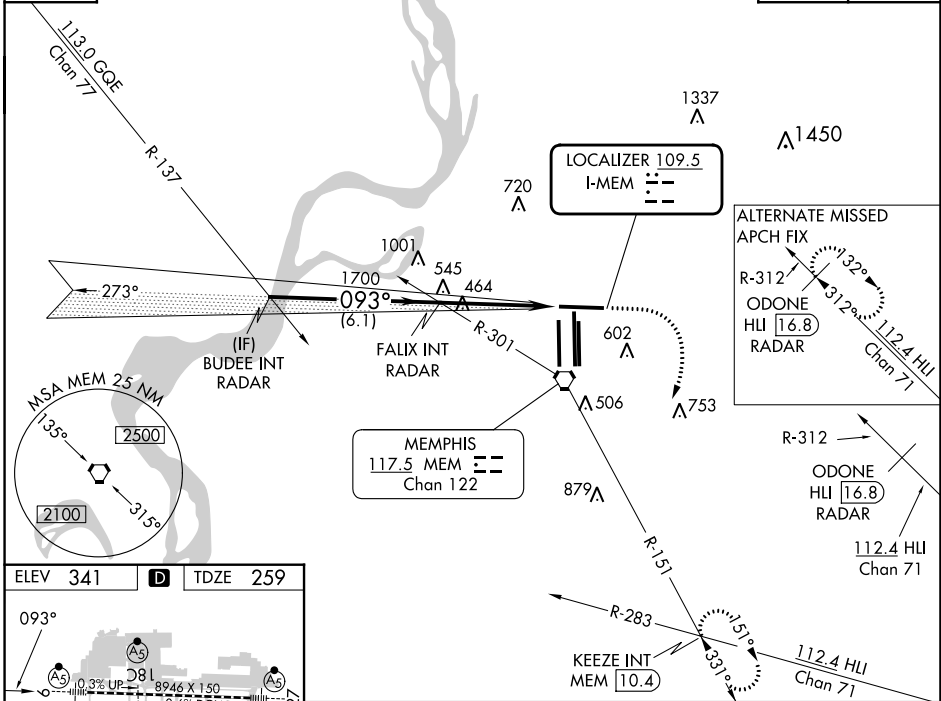 113.0 GQE
Chan 77
R-137
1337
1450
LOCALIZER 109.5
I-MEM
720
ALTERNATE MISSED
APCH FIX
R-312
132°
312°
ODONE
HLI 16.8
RADAR
112.4 HLI
Chan 71
1001
545
464
1700
273°
093°
(6.1)
R-301
(IF)
BUDEE INT
RADAR
FALIX INT
RADAR
602
506
753
MSA MEM 25 NM
135°
2500
2100
315°
MEMPHIS
117.5 MEM
Chan 122
879
R-312
ODONE
HLI 16.8
RADAR
112.4 HLI
Chan 71
R-151
ELEV 341
D
TDZE 259
093°
A5
A5
A5
18C
9
0.3% UP
8946 X 150
R-283
KEEZE INT
MEM 10.4
151°
331°
112.4 HLI
Chan 71